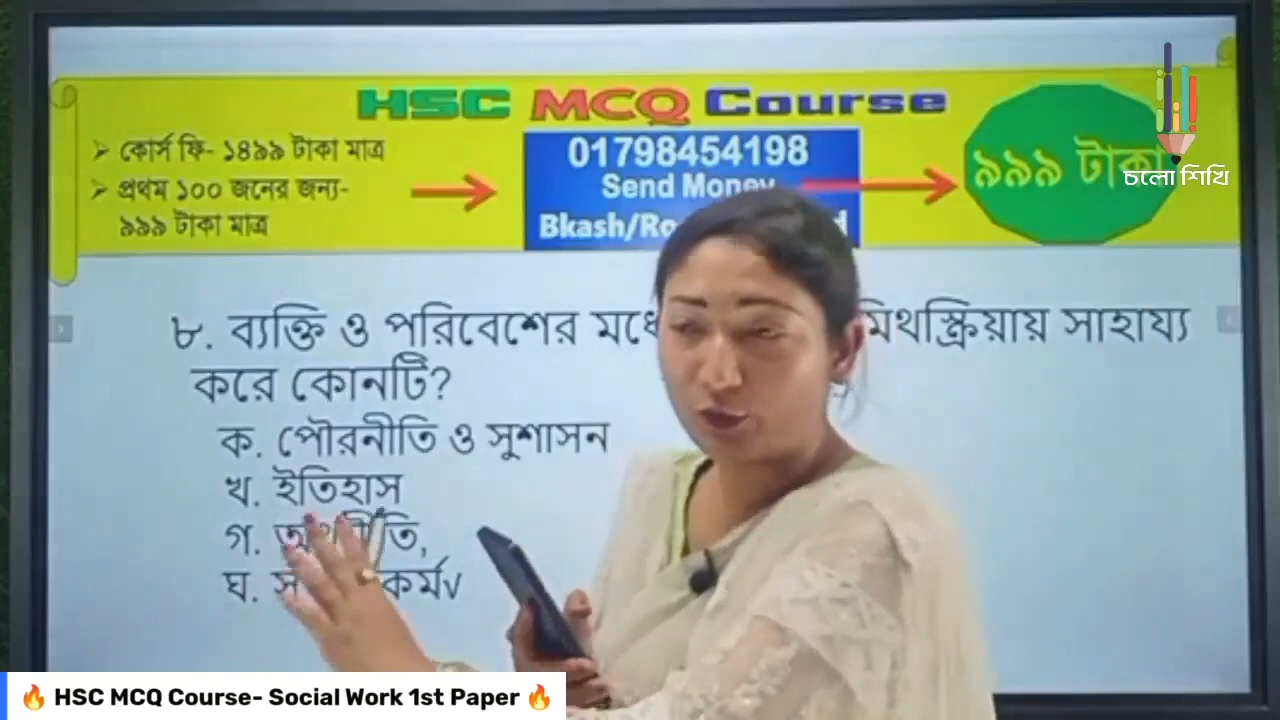 HSC MCQ Course
➢ কোর্স ফি- ১৪৯৯ টাকা মাত্র
➢ প্রথম ১০০ জনের জন্য-
৯৯৯ টাকা মাত্র
01798454198
Send Money
৯৯৯ টাকা
চলো শিখি
৮. ব্যক্তি ও পরিবেশের মিথস্ক্রিয়ায় সাহায্য
করে কোনটি?
ক. পৌরনীতি ও সুশাসন
খ. ইতিহাস
গ.
ঘ.
🔥 HSC MCQ Course- Social Work 1st Paper 🔥